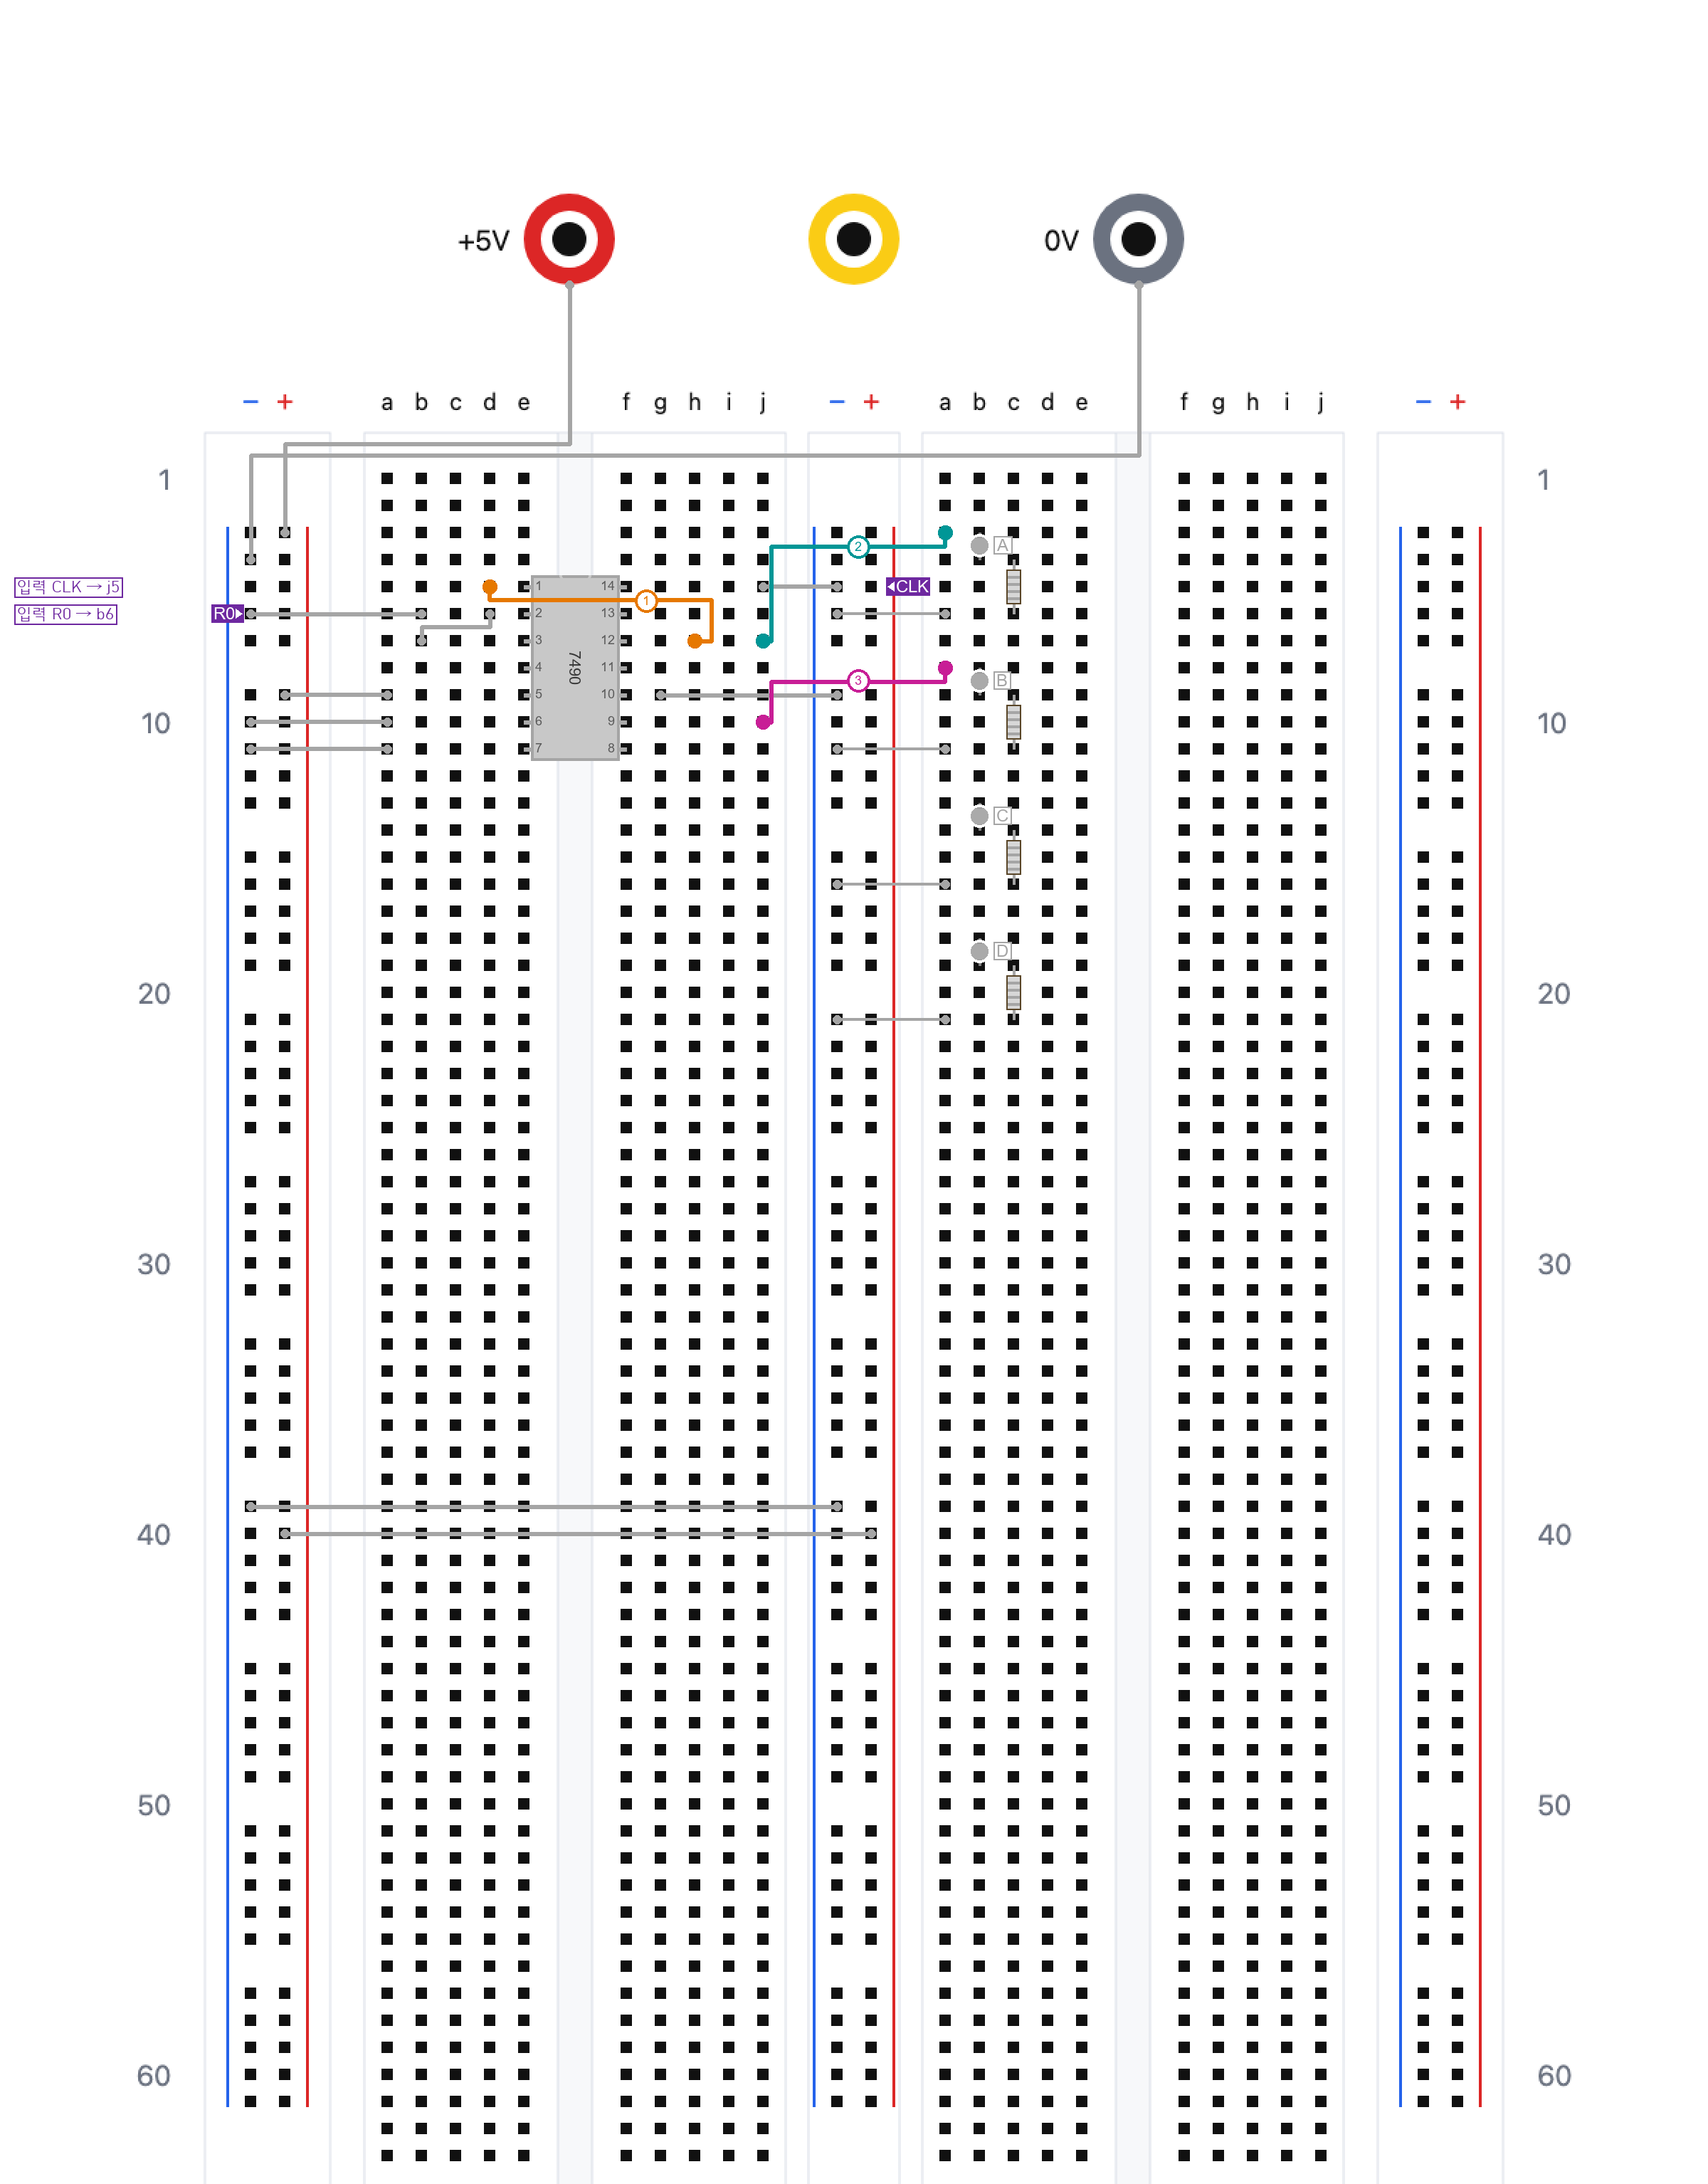 +5V
0V
− + a b c d e f g h i j − + a b c d e f g h i j − +
1 1
2 A
입력 CLK → j5 1 14 CLK
입력 R0 → b6 R0 1 2 13
3 12
7490
4 11
3 B
5 10
10 6 9 10
7 8
C
D
20 20
30 30
40 40
50 50
60 60